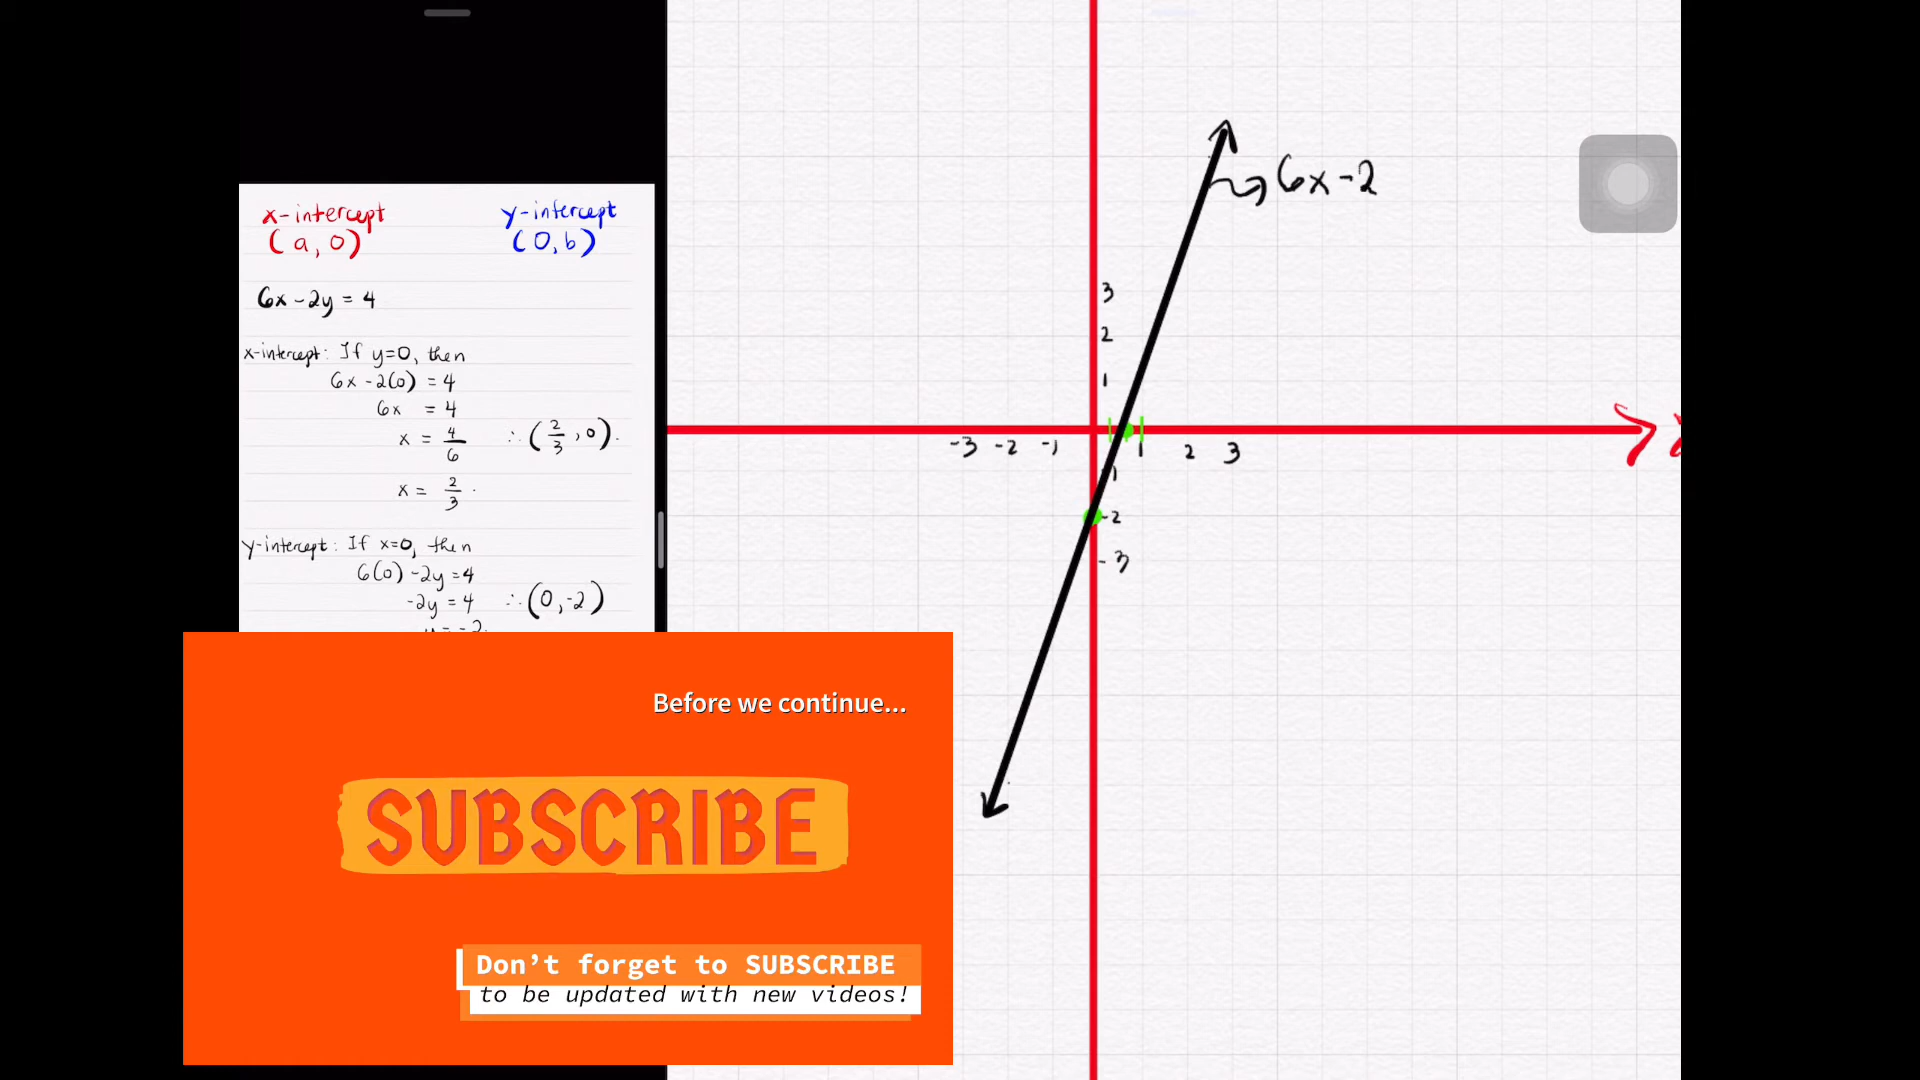 x-intercept
(a, 0)
y-intercept
(0, b)
6x - 2y = 4
x-intercept: If y=0, then
6x - 2(0) = 4
6x = 4
x = 4/6 ∴ (2/3, 0).
x = 2/3.
y-intercept: If x=0, then
6(0) - 2y = 4
-2y = 4 ∴ (0, -2)
y = -2.
6x-2
3
2
1
-3 -2 -1 1 2 3
-2
-3
Before we continue...
SUBSCRIBE
Don't forget to SUBSCRIBE
to be updated with new videos!